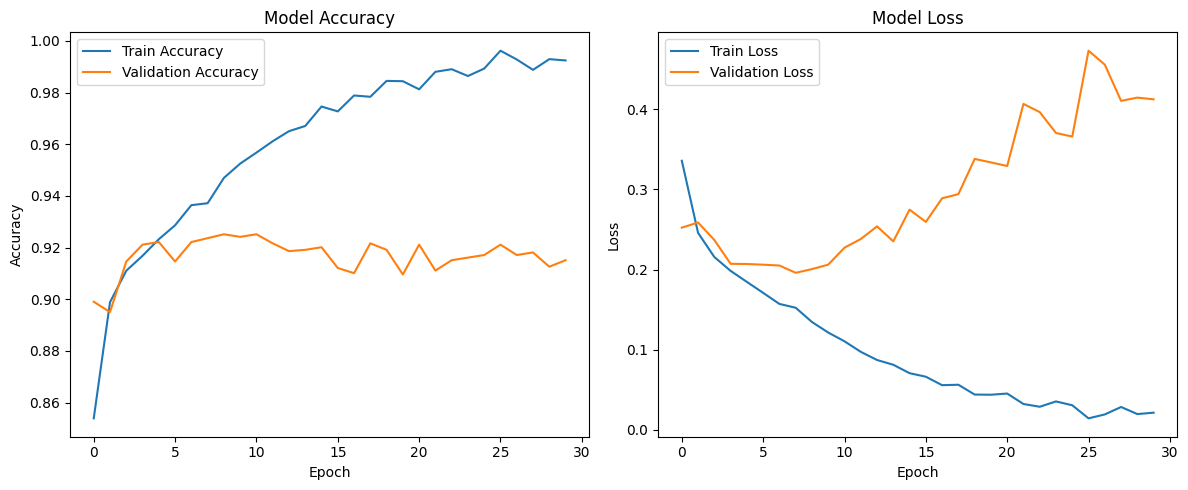 Model Accuracy
Train Accuracy
Validation Accuracy
1.00
0.98
0.96
0.94
0.92
0.90
0.88
0.86
Accuracy
0 5 10 15 20 25 30
Epoch
Model Loss
Train Loss
Validation Loss
0.4
0.3
0.2
0.1
0.0
Loss
0 5 10 15 20 25 30
Epoch